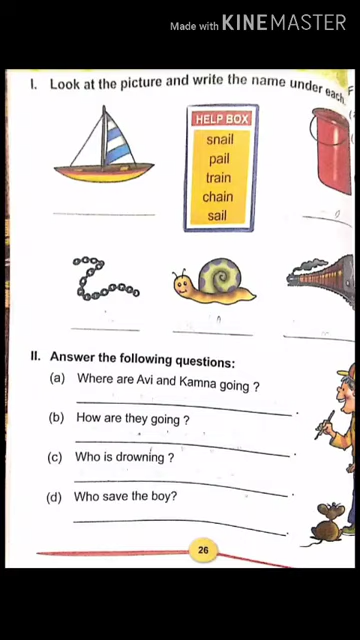 Made with KINEMASTER
I. Look at the picture and write the name under each.
HELP BOX
snail
pail
train
chain
sail
II. Answer the following questions:
(a) Where are Avi and Kamna going ?
(b) How are they going ?
(c) Who is drowning ?
(d) Who save the boy?
26